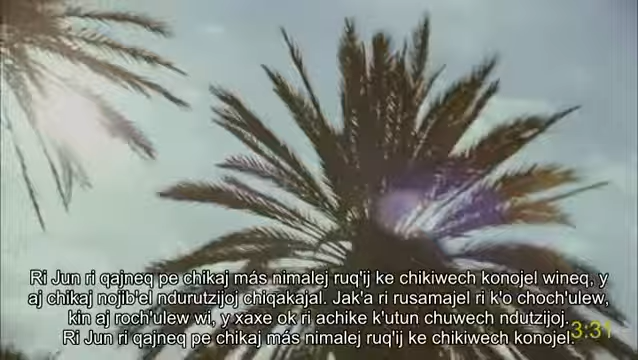 Ri Jun ri qajneq pe chikaj más nimalej ruq'ij ke chikiwech konojel wineq, y
aj chikaj nojib'el ndurutzijoj chiqakajal. Jak'a ri rusamajel ri k'o choch'ulew,
kin aj roch'ulew wi, y xaxe ok ri achike k'utun chuwech ndutzijoj.
Ri Jun ri qajneq pe chikaj más nimalej ruq'ij ke chikiwech konojel.
3:31